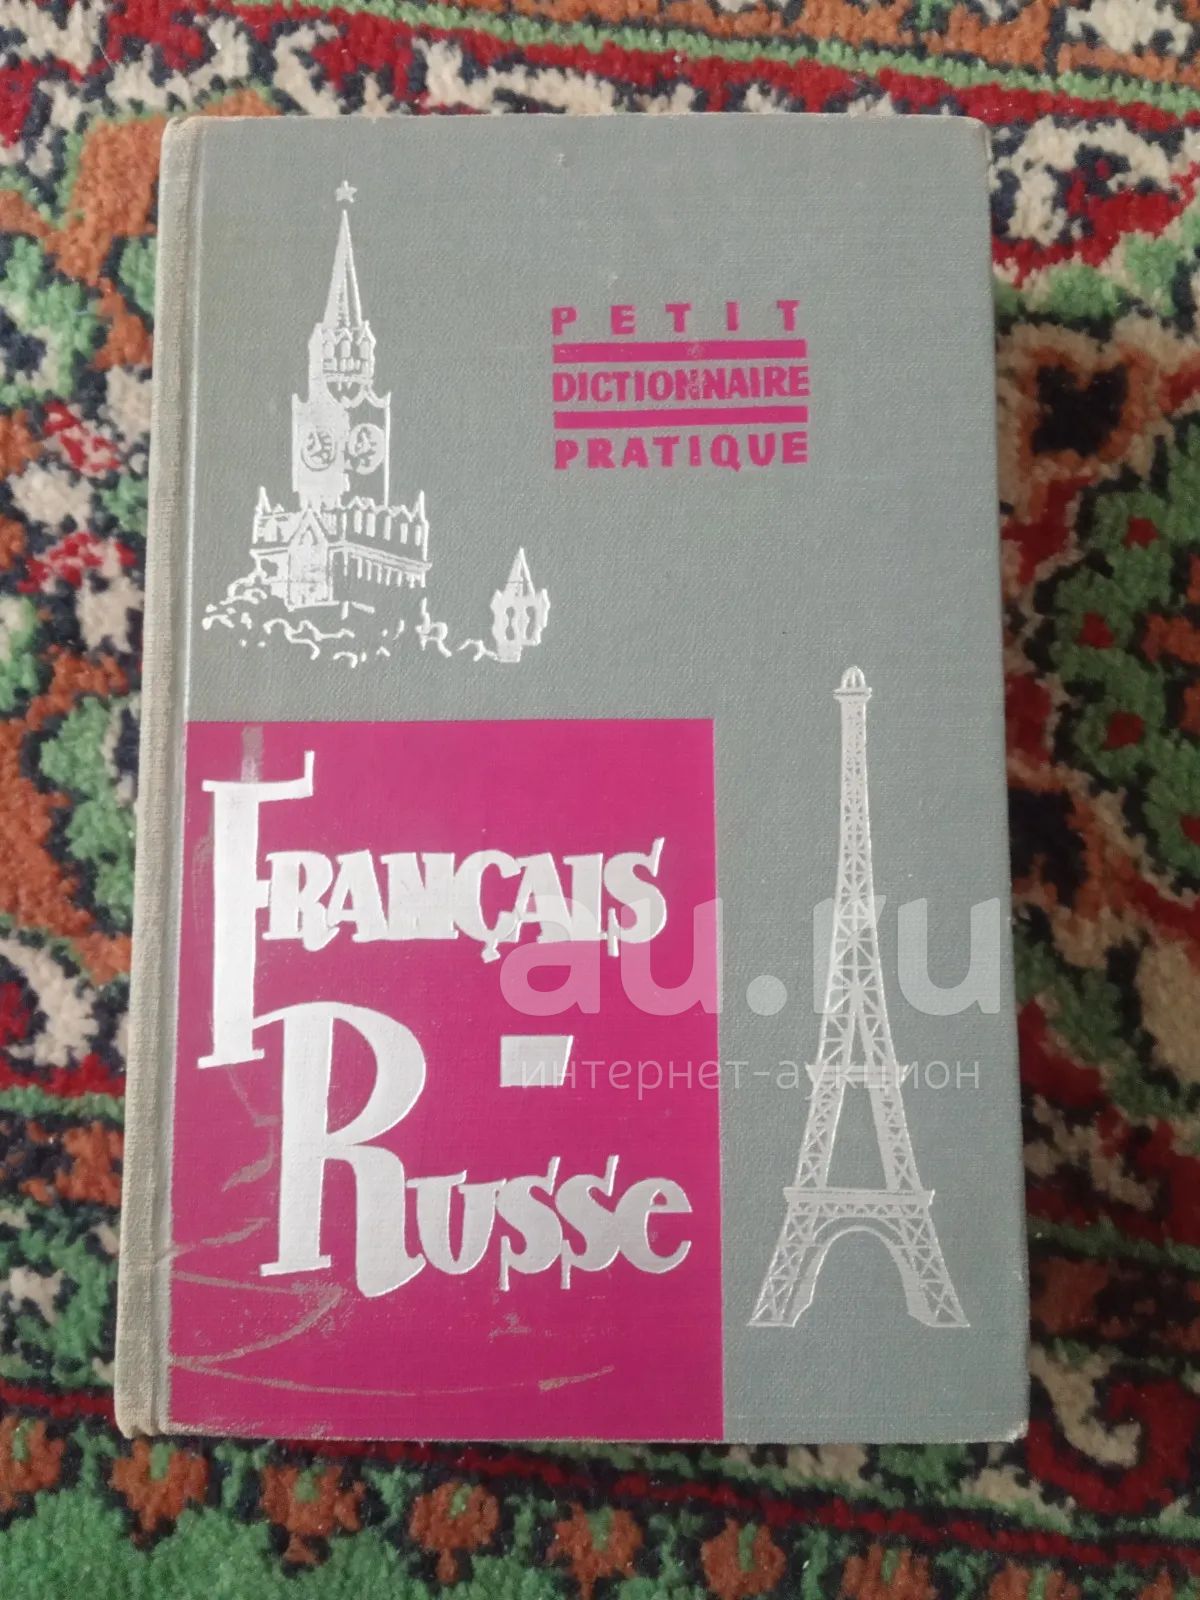 PETIT
DICTIONNAIRE
PRATIQUE
FRANÇAIS
-
RUSSE
au.ru
интернет-аукцион